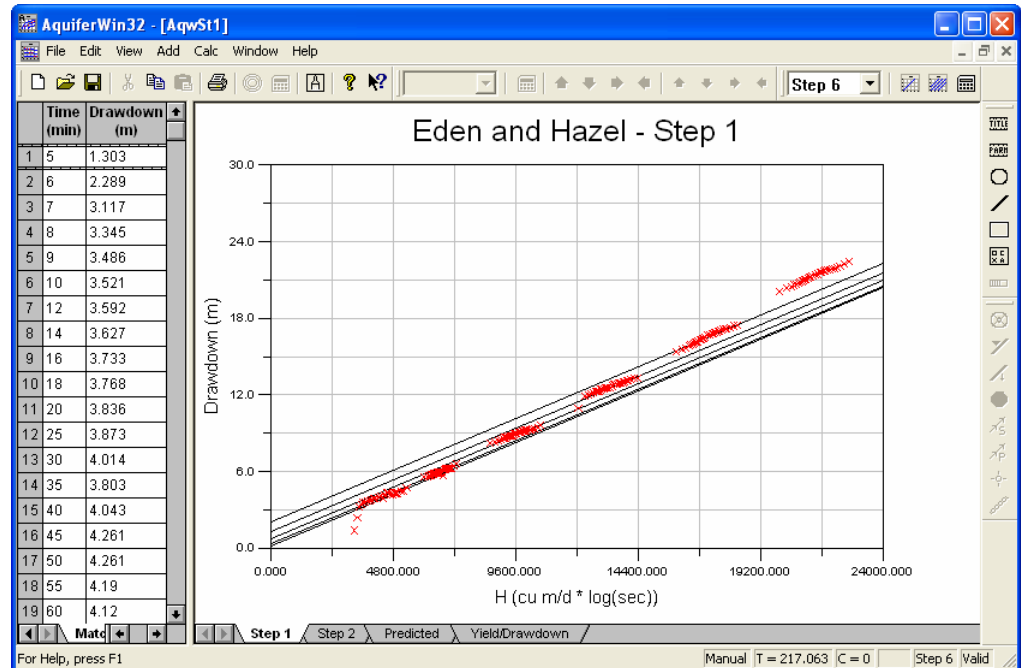 AquiferWin32 - [AqwSt1]
File Edit View Add Calc Window Help
Step 6
Time (min) Drawdown (m)
1 5 1.303
2 6 2.289
3 7 3.117
4 8 3.345
5 9 3.486
6 10 3.521
7 12 3.592
8 14 3.627
9 16 3.733
10 18 3.768
11 20 3.836
12 25 3.873
13 30 4.014
14 35 3.803
15 40 4.043
16 45 4.261
17 50 4.261
18 55 4.19
19 60 4.12
Eden and Hazel - Step 1
30.0
24.0
18.0
12.0
6.0
0.0
Drawdown (m)
0.000 4800.000 9600.000 14400.000 19200.000 24000.000
H (cu m/d * log(sec))
TITLE
PARM
Step 1 Step 2 Predicted Yield/Drawdown
For Help, press F1
Manual T = 217.063 C = 0 Step 6 Valid